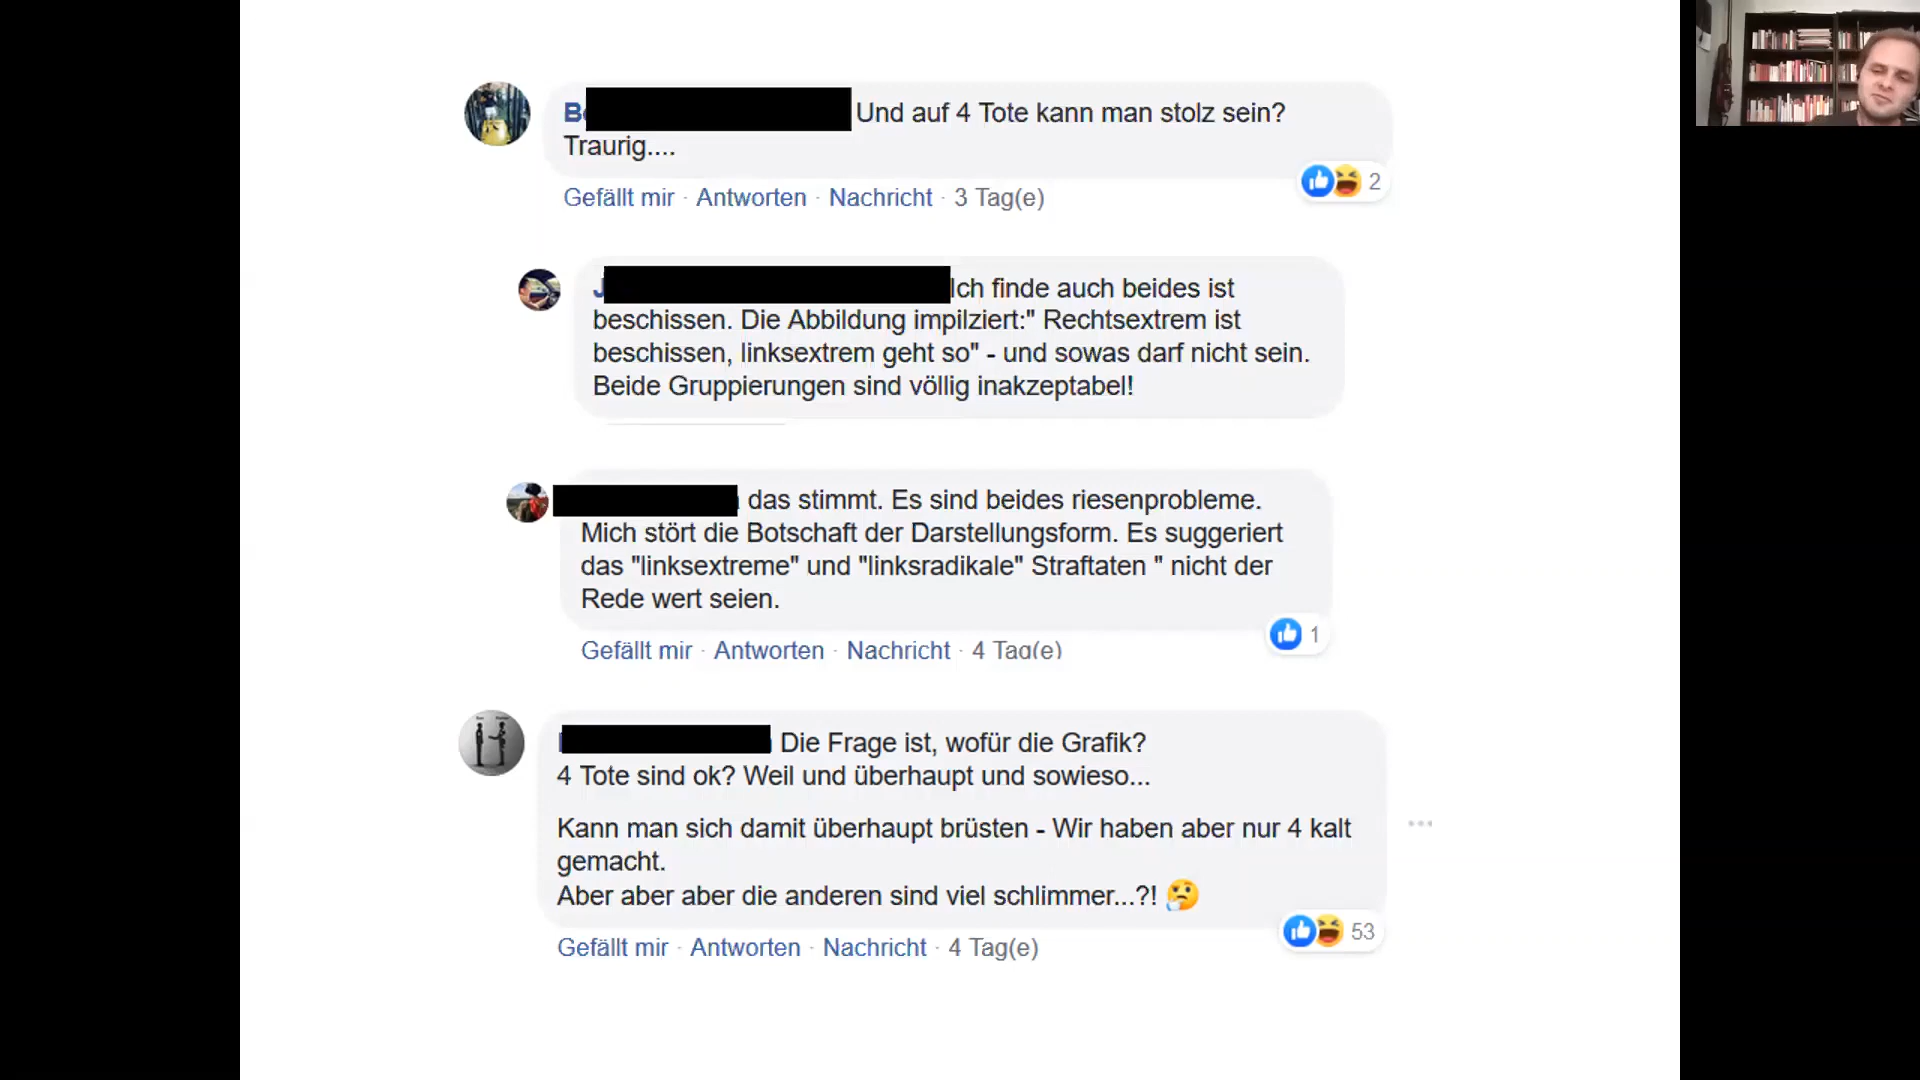 Und auf 4 Tote kann man stolz sein?
Traurig....
Gefällt mir · Antworten · Nachricht · 3 Tag(e)
2
Ich finde auch beides ist
beschissen. Die Abbildung impilziert:" Rechtsextrem ist
beschissen, linksextrem geht so" - und sowas darf nicht sein.
Beide Gruppierungen sind völlig inakzeptabel!
das stimmt. Es sind beides riesenprobleme.
Mich stört die Botschaft der Darstellungsform. Es suggeriert
das "linksextreme" und "linksradikale" Straftaten " nicht der
Rede wert seien.
1
Gefällt mir · Antworten · Nachricht · 4 Tag(e)
Die Frage ist, wofür die Grafik?
4 Tote sind ok? Weil und überhaupt und sowieso...
Kann man sich damit überhaupt brüsten - Wir haben aber nur 4 kalt
gemacht.
Aber aber aber die anderen sind viel schlimmer...?!
53
Gefällt mir · Antworten · Nachricht · 4 Tag(e)